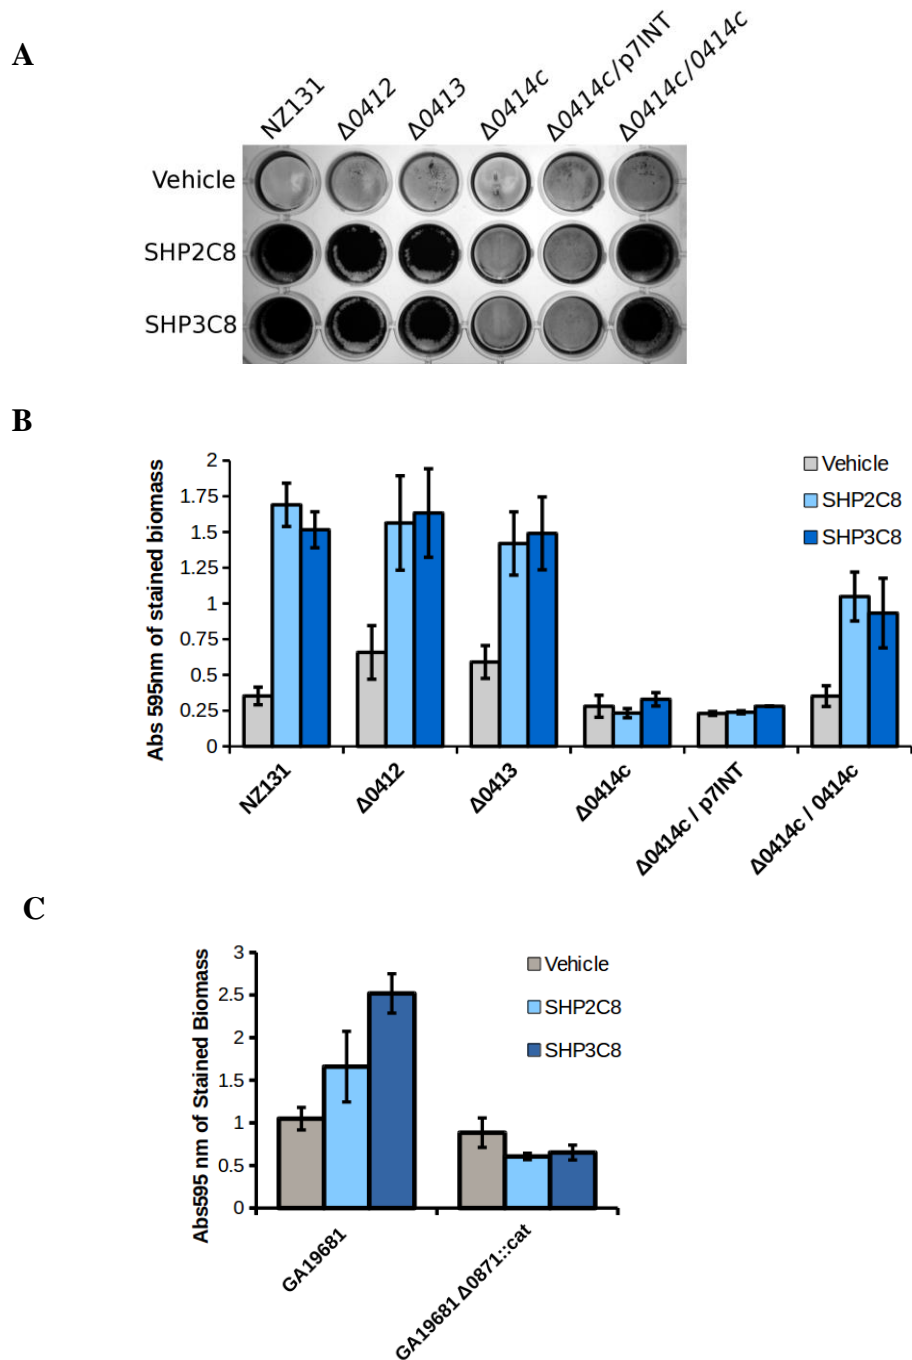 A
NZ131
Δ0412
Δ0413
Δ0414c
Δ0414c/p7INT
Δ0414c/0414c
Vehicle
SHP2C8
SHP3C8
B
Abs 595nm of stained biomass
2
1.75
1.5
1.25
1
0.75
0.5
0.25
0
Vehicle
SHP2C8
SHP3C8
NZ131
Δ0412
Δ0413
Δ0414c
Δ0414c / p7INT
Δ0414c / 0414c
C
Abs595 nm of Stained Biomass
3
2.5
2
1.5
1
0.5
0
Vehicle
SHP2C8
SHP3C8
GA19681
GA19681 Δ0871::cat